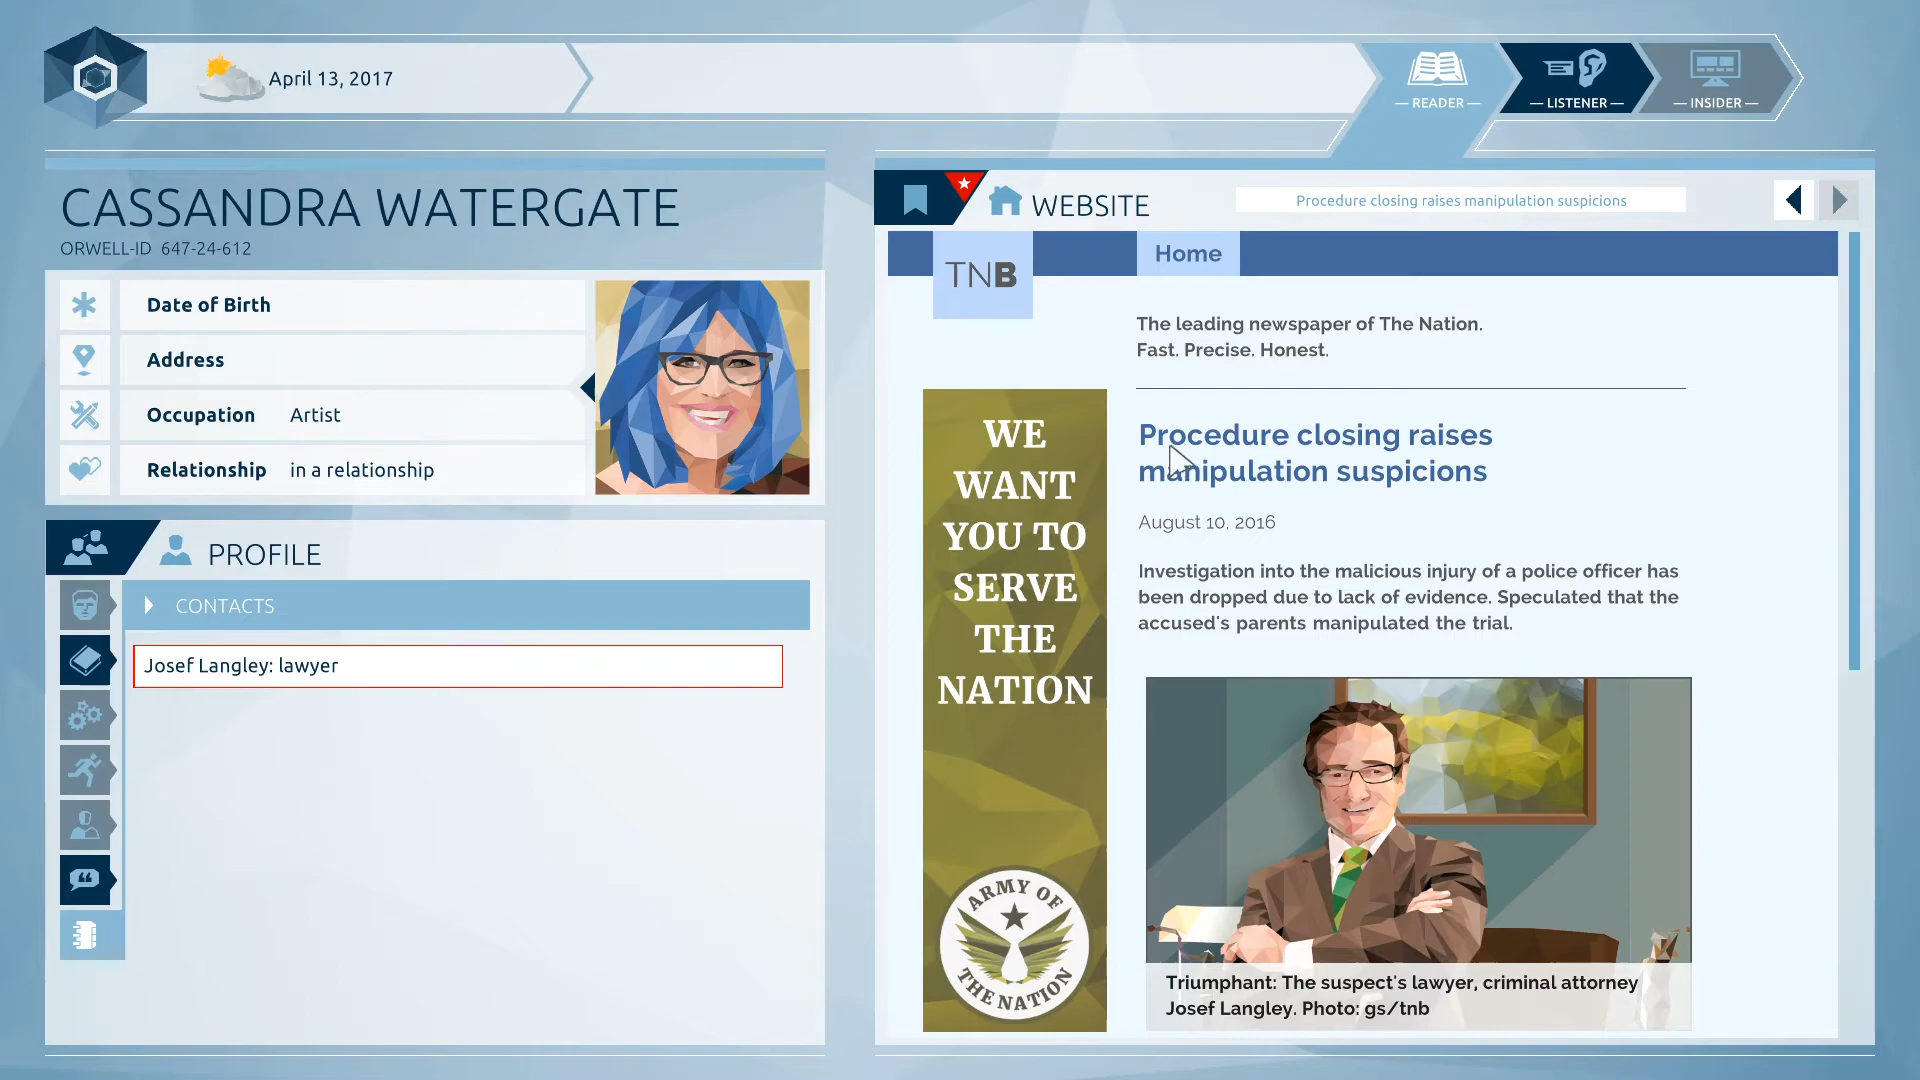 April 13, 2017
— READER —
— LISTENER —
— INSIDER —
CASSANDRA WATERGATE
ORWELL-ID 647-24-612
Date of Birth
Address
Occupation Artist
Relationship in a relationship
PROFILE
CONTACTS
Josef Langley: lawyer
WEBSITE
Procedure closing raises manipulation suspicions
TNB
Home
The leading newspaper of The Nation.
Fast. Precise. Honest.
WE
WANT
YOU TO
SERVE
THE
NATION
ARMY OF
THE NATION
Procedure closing raises
manipulation suspicions
August 10, 2016
Investigation into the malicious injury of a police officer has
been dropped due to lack of evidence. Speculated that the
accused's parents manipulated the trial.
Triumphant: The suspect's lawyer, criminal attorney
Josef Langley. Photo: gs/tnb